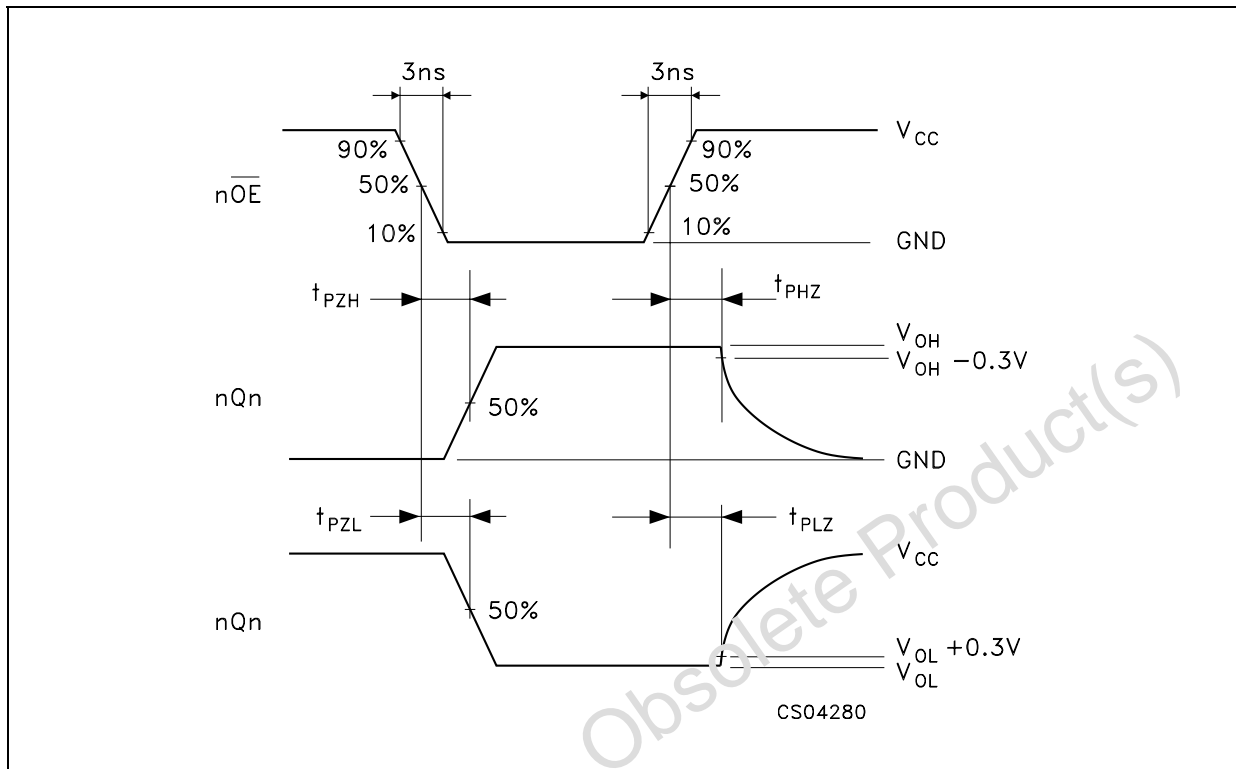 3ns 3ns
90% 90% V_CC
50% 50%
nO̅E̅
10% 10% GND
t_PZH t_PHZ
V_OH
V_OH -0.3V
nQn 50%
GND
t_PZL t_PLZ
V_CC
50%
nQn
V_OL +0.3V
V_OL
CS04280
Obsolete Product(s)